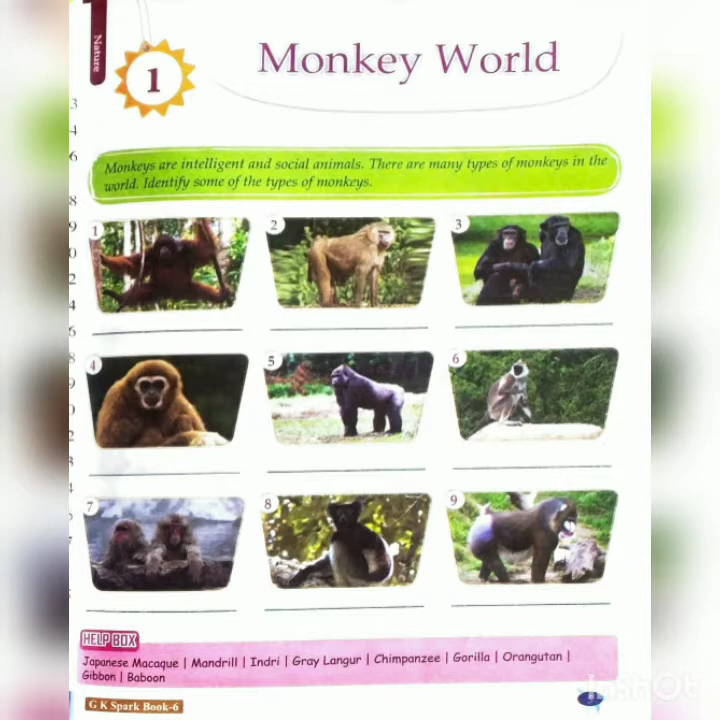 Nature
1
Monkey World
Monkeys are intelligent and social animals. There are many types of monkeys in the
world. Identify some of the types of monkeys.
1
2
3
4
5
6
7
8
9
HELP BOX
Japanese Macaque | Mandrill | Indri | Gray Langur | Chimpanzee | Gorilla | Orangutan |
Gibbon | Baboon
G K Spark Book-6
InShOt